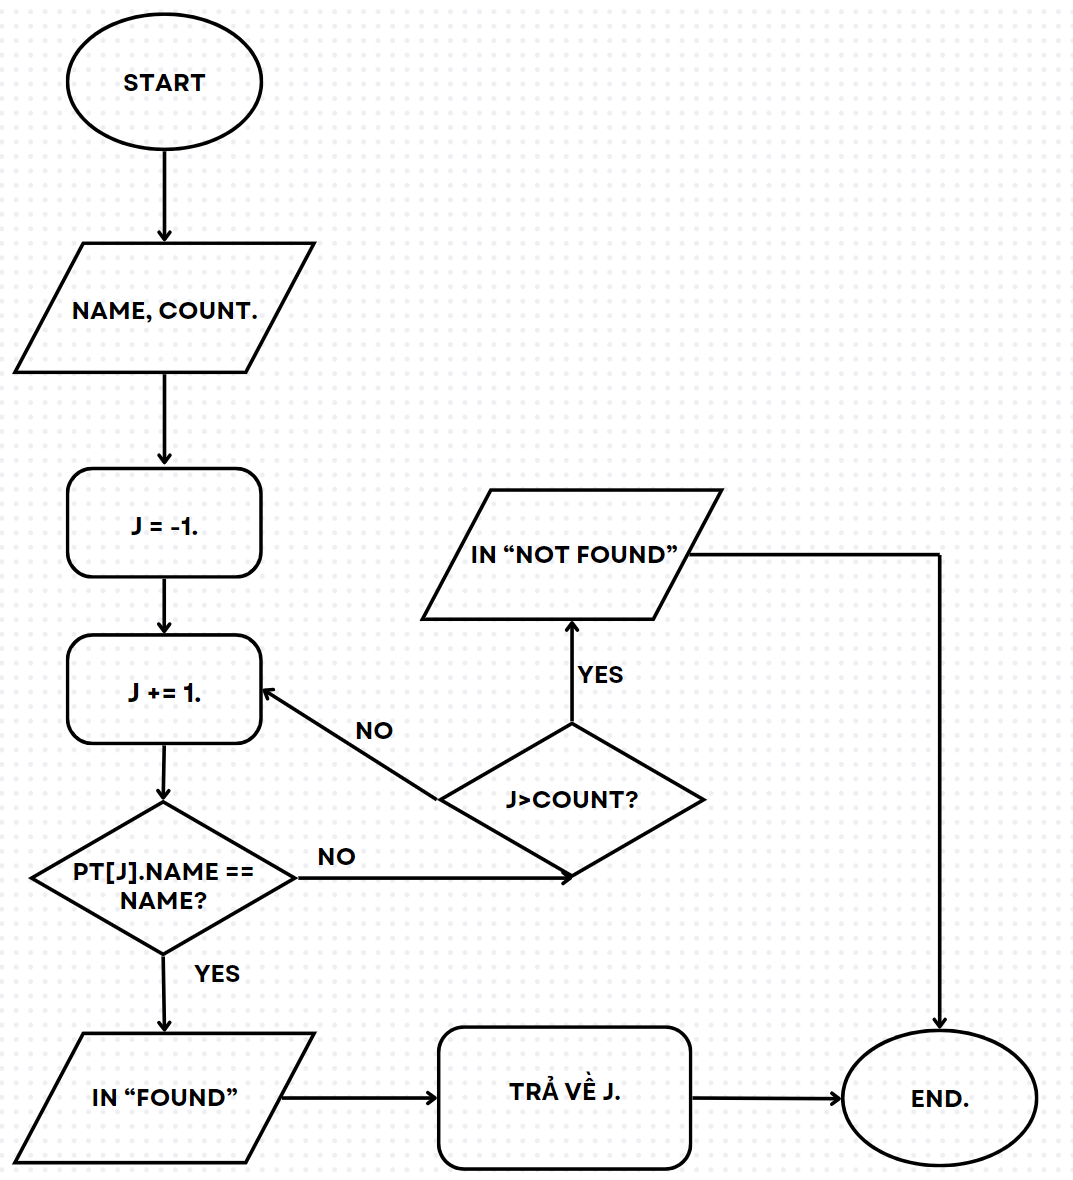 START
NAME, COUNT.
J = -1.
J += 1.
PT[J].NAME ==
NAME?
NO
YES
IN “FOUND”
TRẢ VỀ J.
END.
J>COUNT?
NO
YES
IN “NOT FOUND”